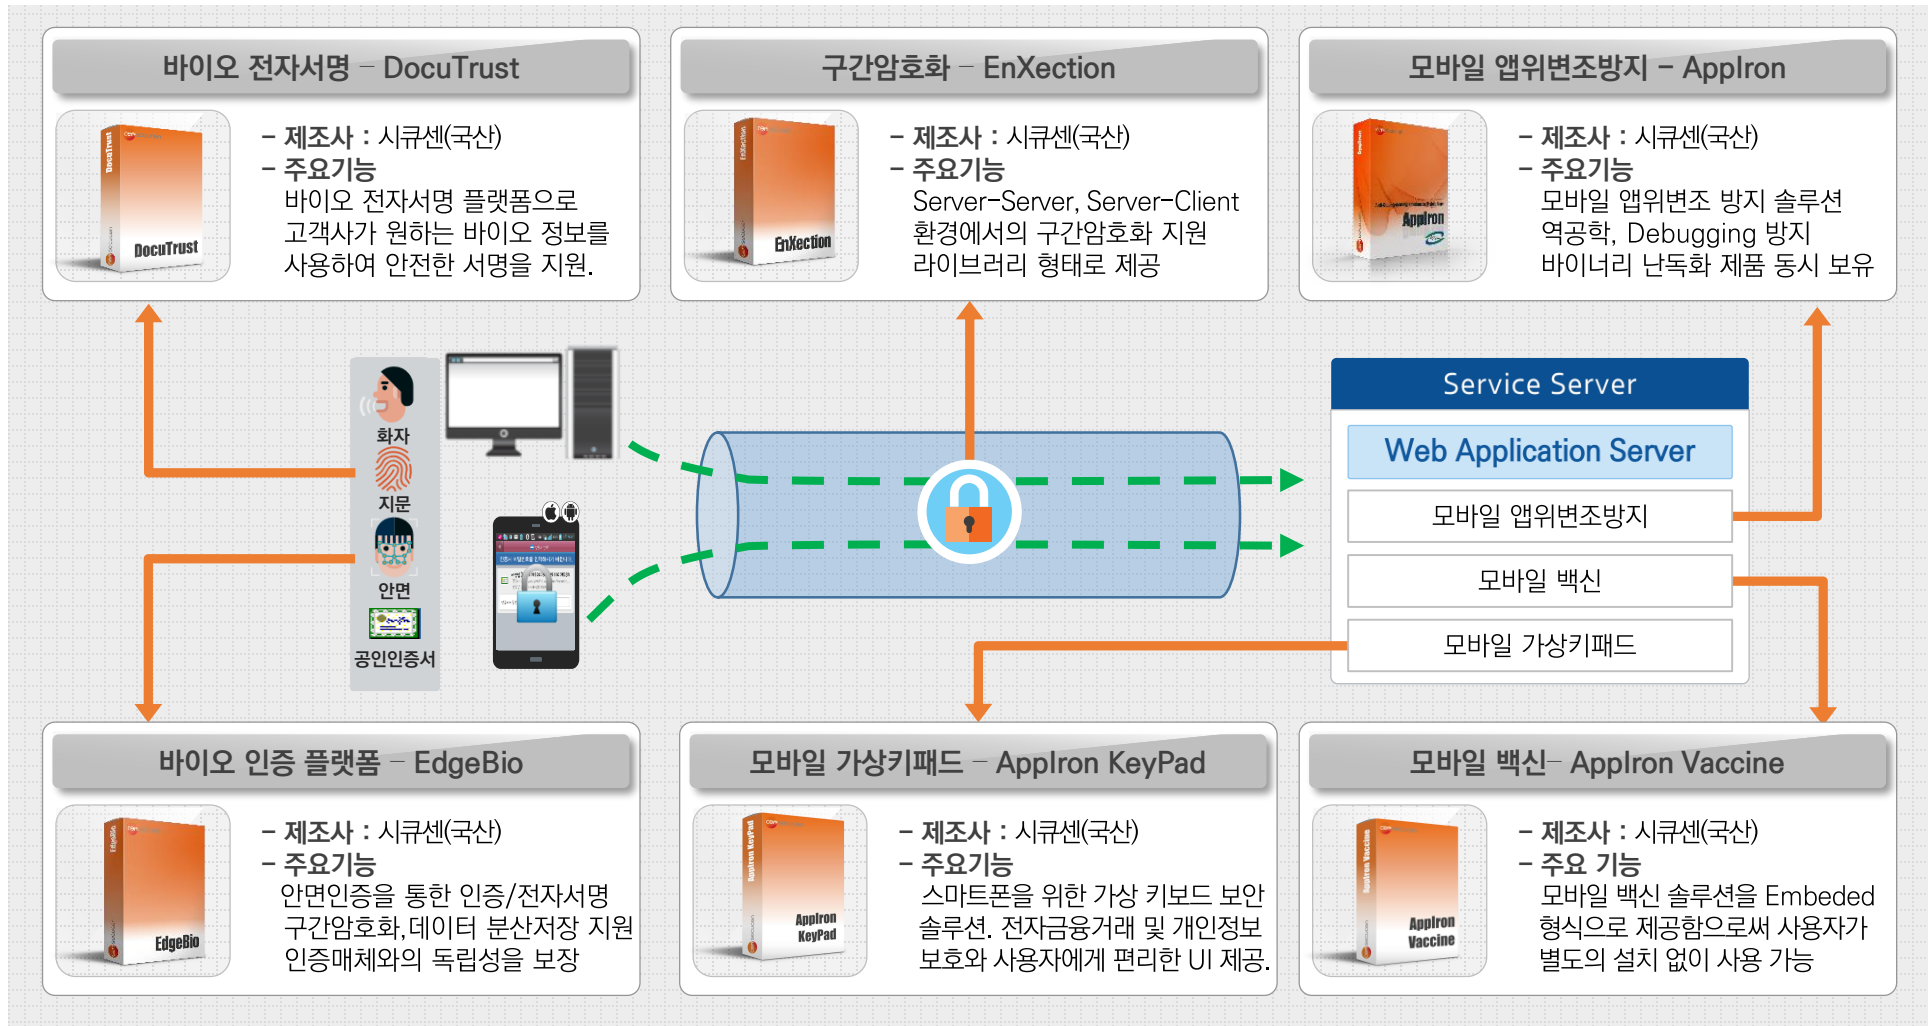 바이오 전자서명 – DocuTrust
DocuTrust
DocuTrust
- 제조사 : 시큐센(국산)
- 주요기능
바이오 전자서명 플랫폼으로
고객사가 원하는 바이오 정보를
사용하여 안전한 서명을 지원.
구간암호화 – EnXection
EnXection
EnXection
- 제조사 : 시큐센(국산)
- 주요기능
Server-Server, Server-Client
환경에서의 구간암호화 지원
라이브러리 형태로 제공
모바일 앱위변조방지 - AppIron
AppIron
- 제조사 : 시큐센(국산)
- 주요기능
모바일 앱위변조 방지 솔루션
역공학, Debugging 방지
바이너리 난독화 제품 동시 보유
화자
지문
안면
공인인증서
Service Server
Web Application Server
모바일 앱위변조방지
모바일 백신
모바일 가상키패드
바이오 인증 플랫폼 – EdgeBio
EdgeBio
EdgeBio
- 제조사 : 시큐센(국산)
- 주요기능
안면인증을 통한 인증/전자서명
구간암호화,데이터 분산저장 지원
인증매체와의 독립성을 보장
모바일 가상키패드 – AppIron KeyPad
AppIron KeyPad
AppIron
KeyPad
- 제조사 : 시큐센(국산)
- 주요기능
스마트폰을 위한 가상 키보드 보안
솔루션. 전자금융거래 및 개인정보
보호와 사용자에게 편리한 UI 제공.
모바일 백신– AppIron Vaccine
AppIron Vaccine
AppIron
Vaccine
- 제조사 : 시큐센(국산)
- 주요 기능
모바일 백신 솔루션을 Embeded
형식으로 제공함으로써 사용자가
별도의 설치 없이 사용 가능